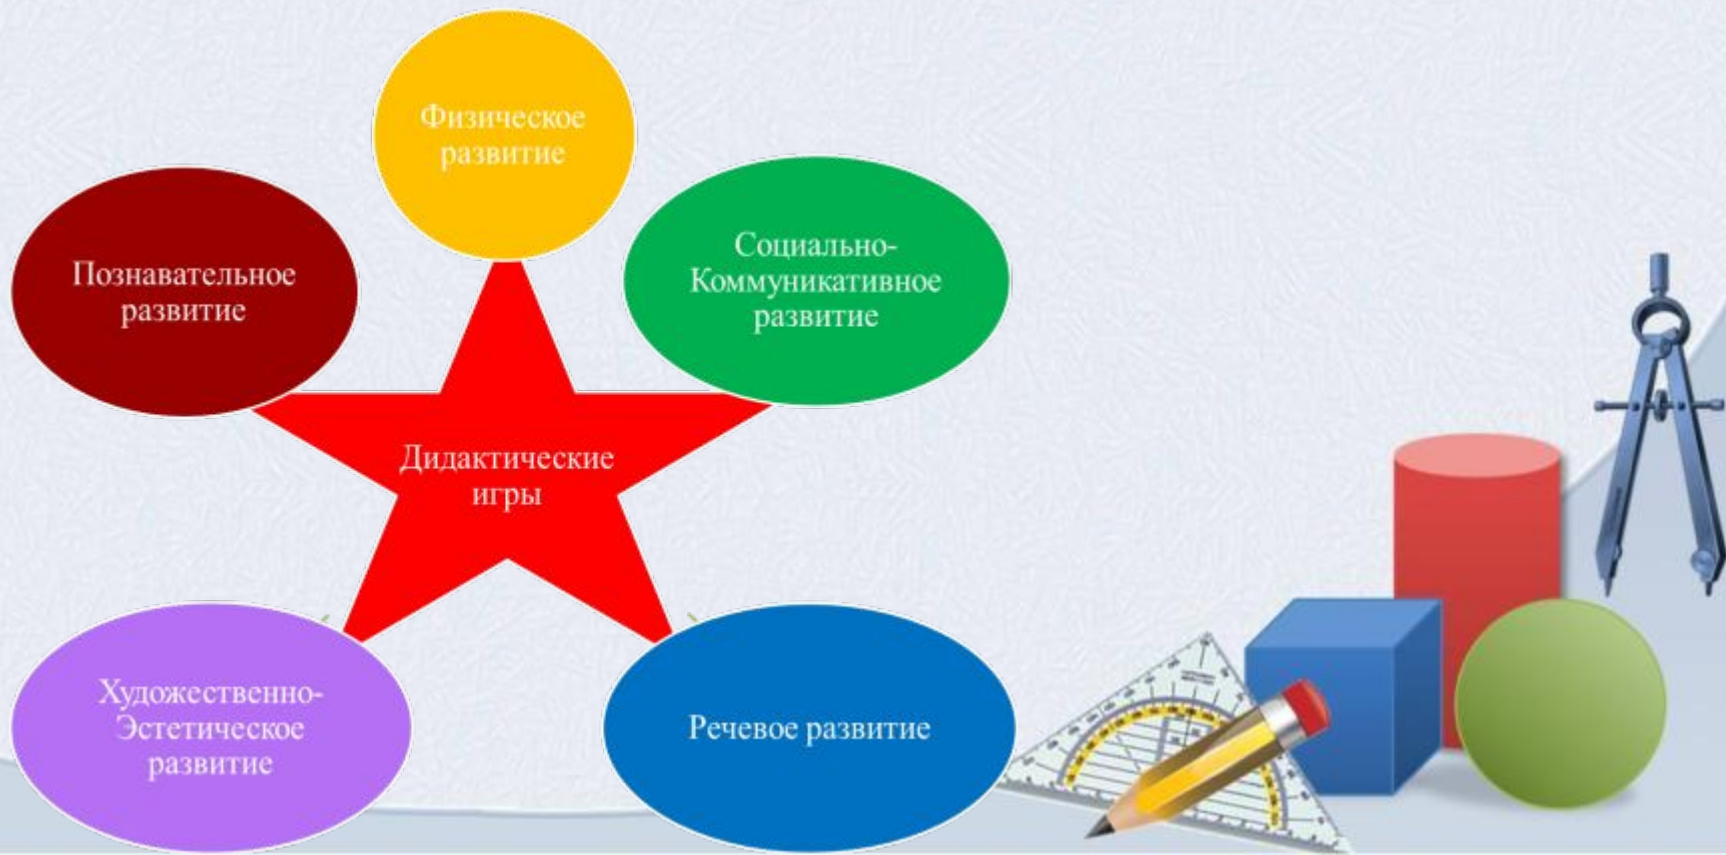 Физическое
развитие
Познавательное
развитие
Социально-
Коммуникативное
развитие
Дидактические
игры
Художественно-
Эстетическое
развитие
Речевое развитие